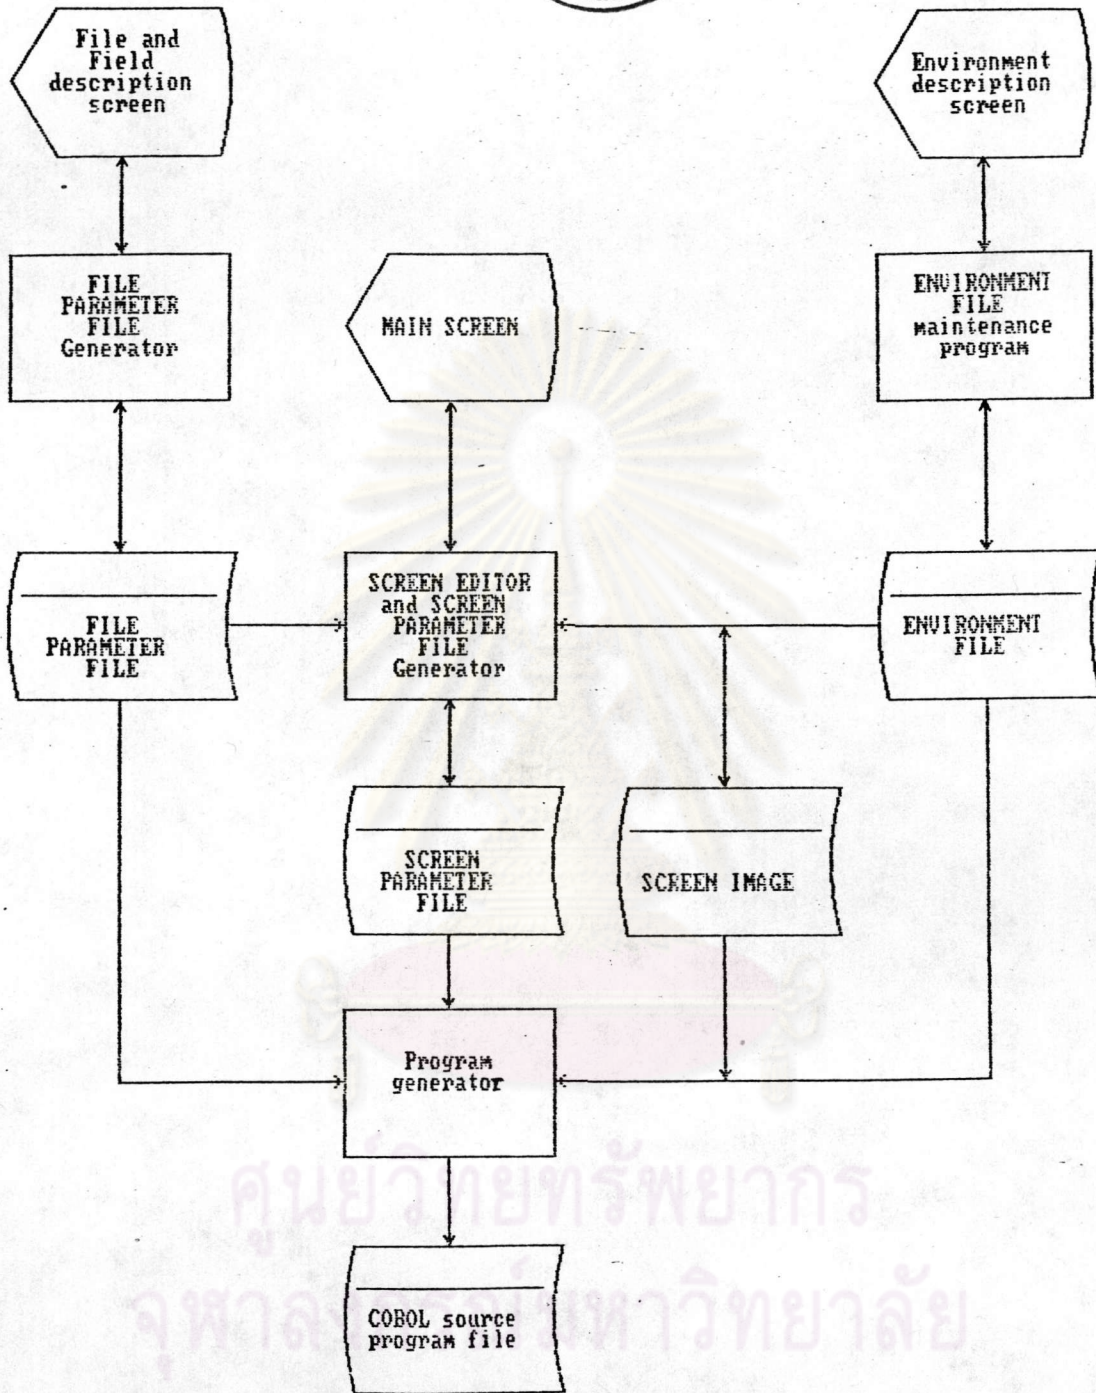 File and
Field
description
screen
Environment
description
screen
FILE
PARAMETER
FILE
Generator
MAIN SCREEN
ENVIRONMENT
FILE
maintenance
program
FILE
PARAMETER
FILE
SCREEN EDITOR
and SCREEN
PARAMETER
FILE
Generator
ENVIRONMENT
FILE
SCREEN
PARAMETER
FILE
SCREEN IMAGE
Program
generator
ศูนย์วิทยทรัพยากร
จุฬาลงกรณ์มหาวิทยาลัย
COBOL source
program file